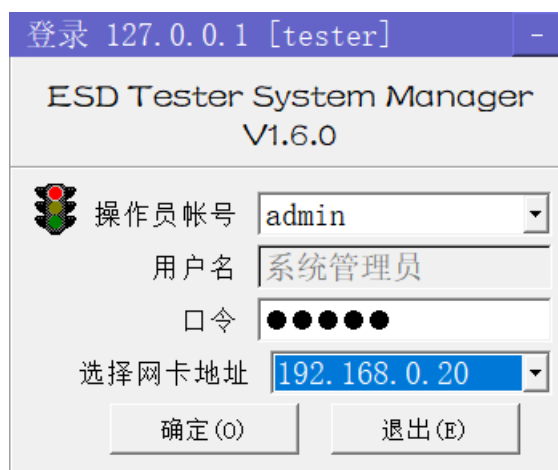 登录 127.0.0.1 [tester]
ESD Tester System Manager
V1.6.0
操作员帐号 admin
用户名 系统管理员
口令 ●●●●●
选择网卡地址 192.168.0.20
确定(O) 退出(E)